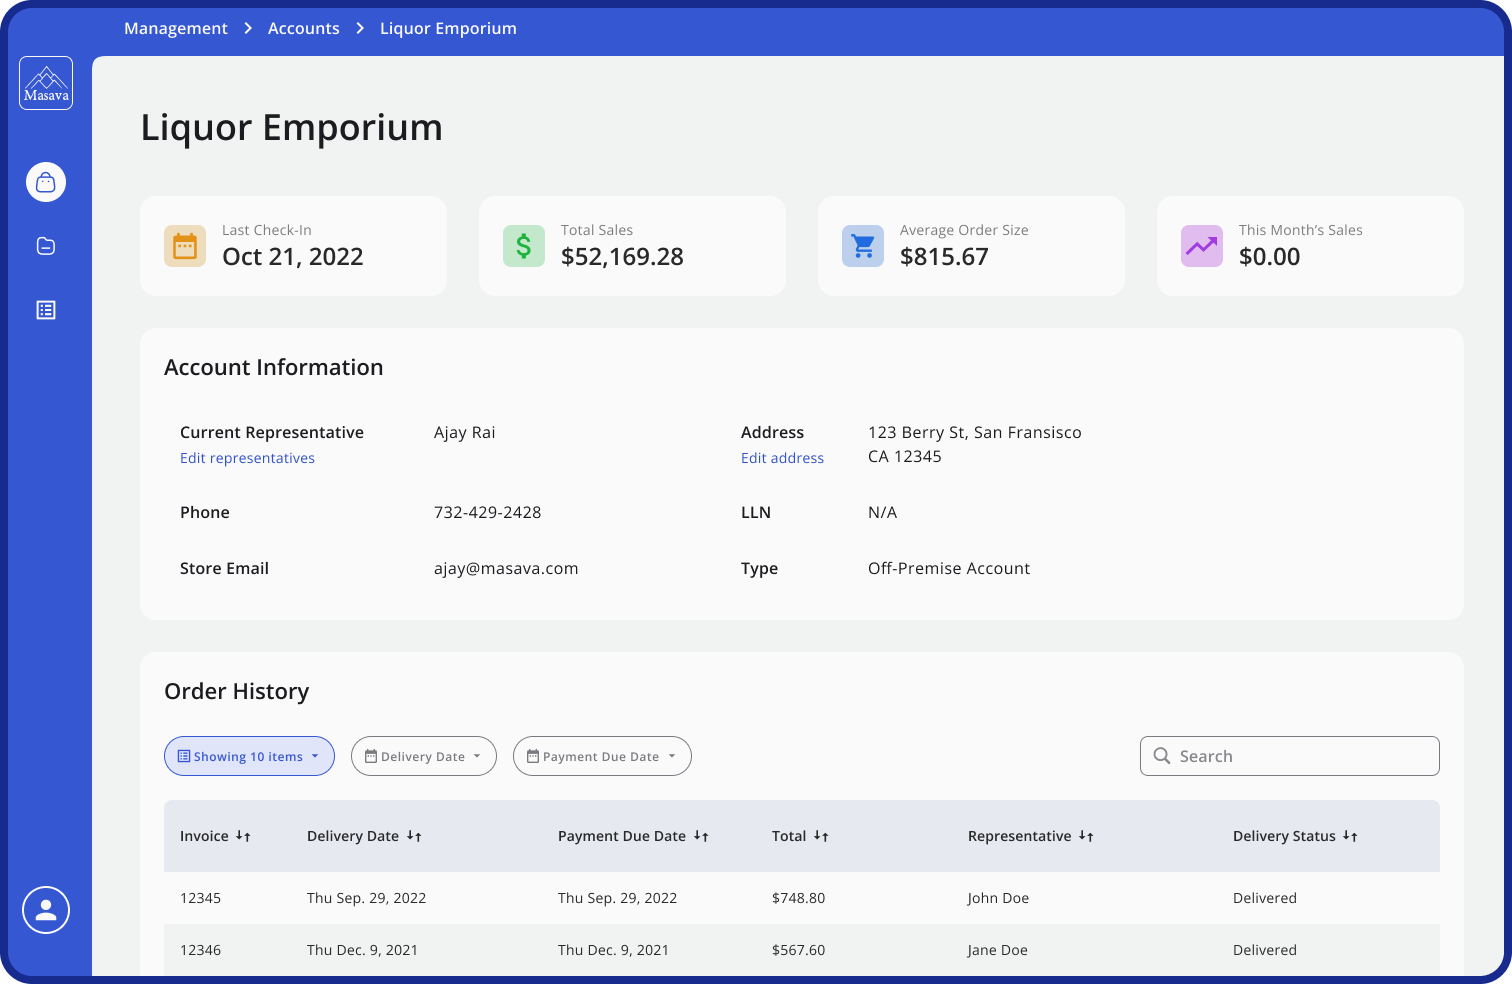 Management > Accounts > Liquor Emporium
Masava
Liquor Emporium
Last Check-In
Oct 21, 2022
Total Sales
$52,169.28
Average Order Size
$815.67
This Month’s Sales
$0.00
Account Information
Current Representative
Edit representatives
Ajay Rai
Address
Edit address
123 Berry St, San Fransisco
CA 12345
Phone 732-429-2428 LLN N/A
Store Email ajay@masava.com Type Off-Premise Account
Order History
Showing 10 items Delivery Date Payment Due Date Search
Invoice Delivery Date Payment Due Date Total Representative Delivery Status
12345 Thu Sep. 29, 2022 Thu Sep. 29, 2022 $748.80 John Doe Delivered
12346 Thu Dec. 9, 2021 Thu Dec. 9, 2021 $567.60 Jane Doe Delivered